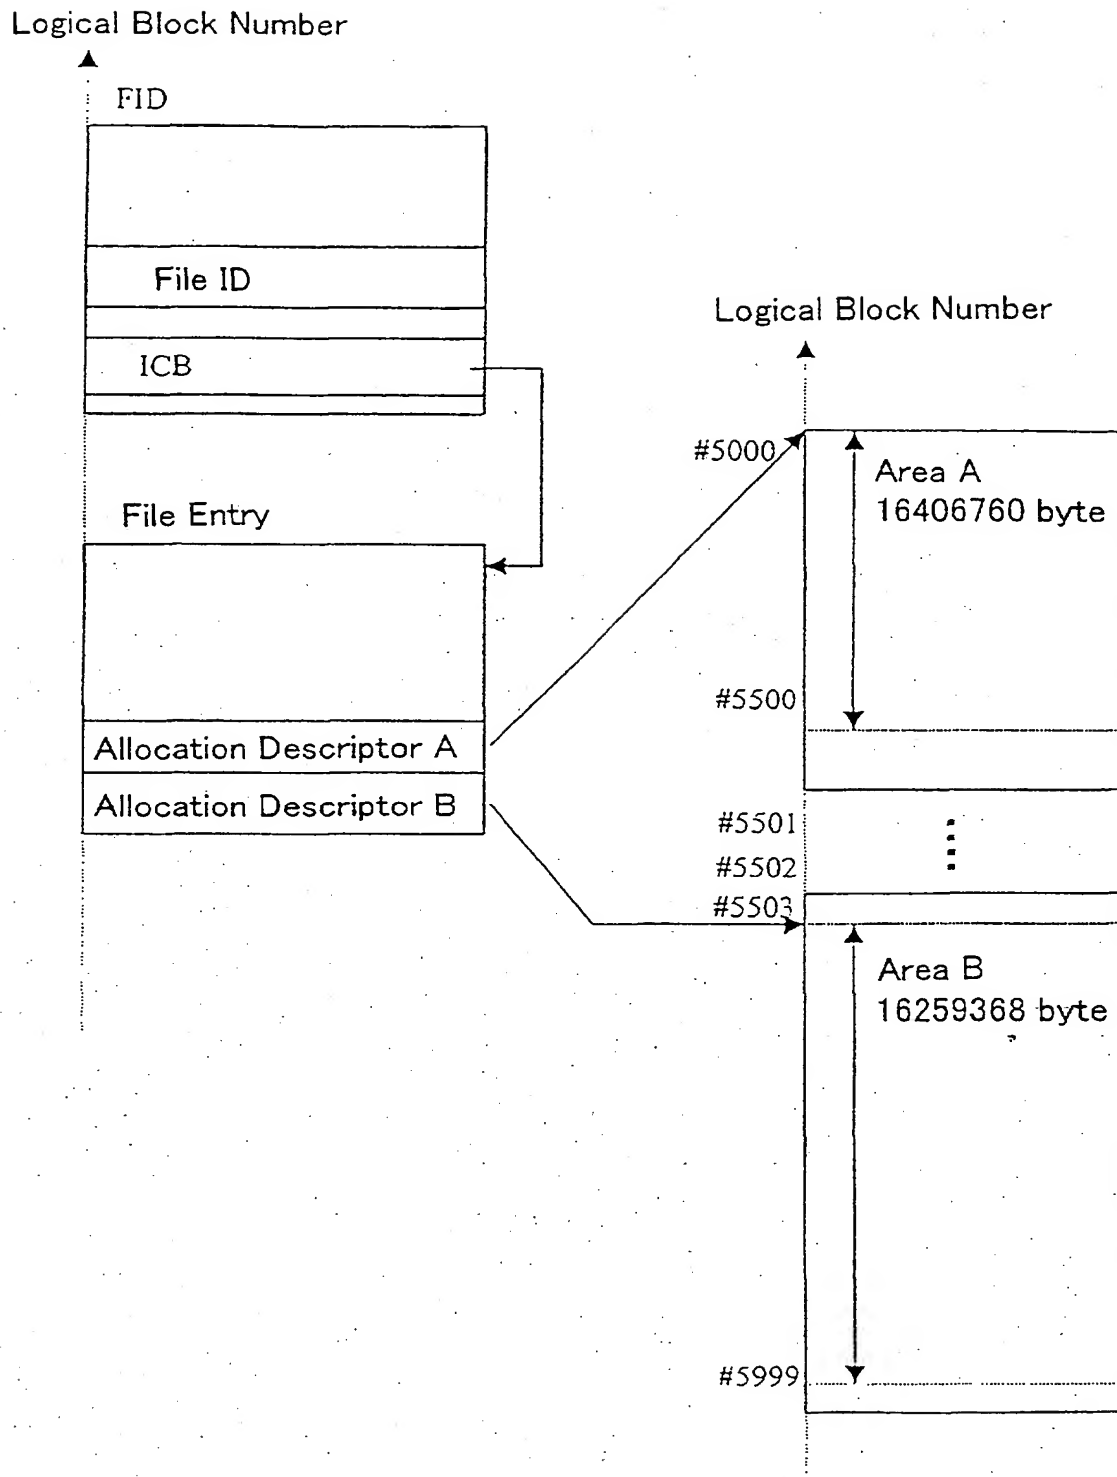 Logical Block Number
FID
File ID
ICB
File Entry
Allocation Descriptor A
Allocation Descriptor B
Logical Block Number
#5000
Area A
16406760 byte
#5500
#5501
#5502
#5503
Area B
16259368 byte
#5999